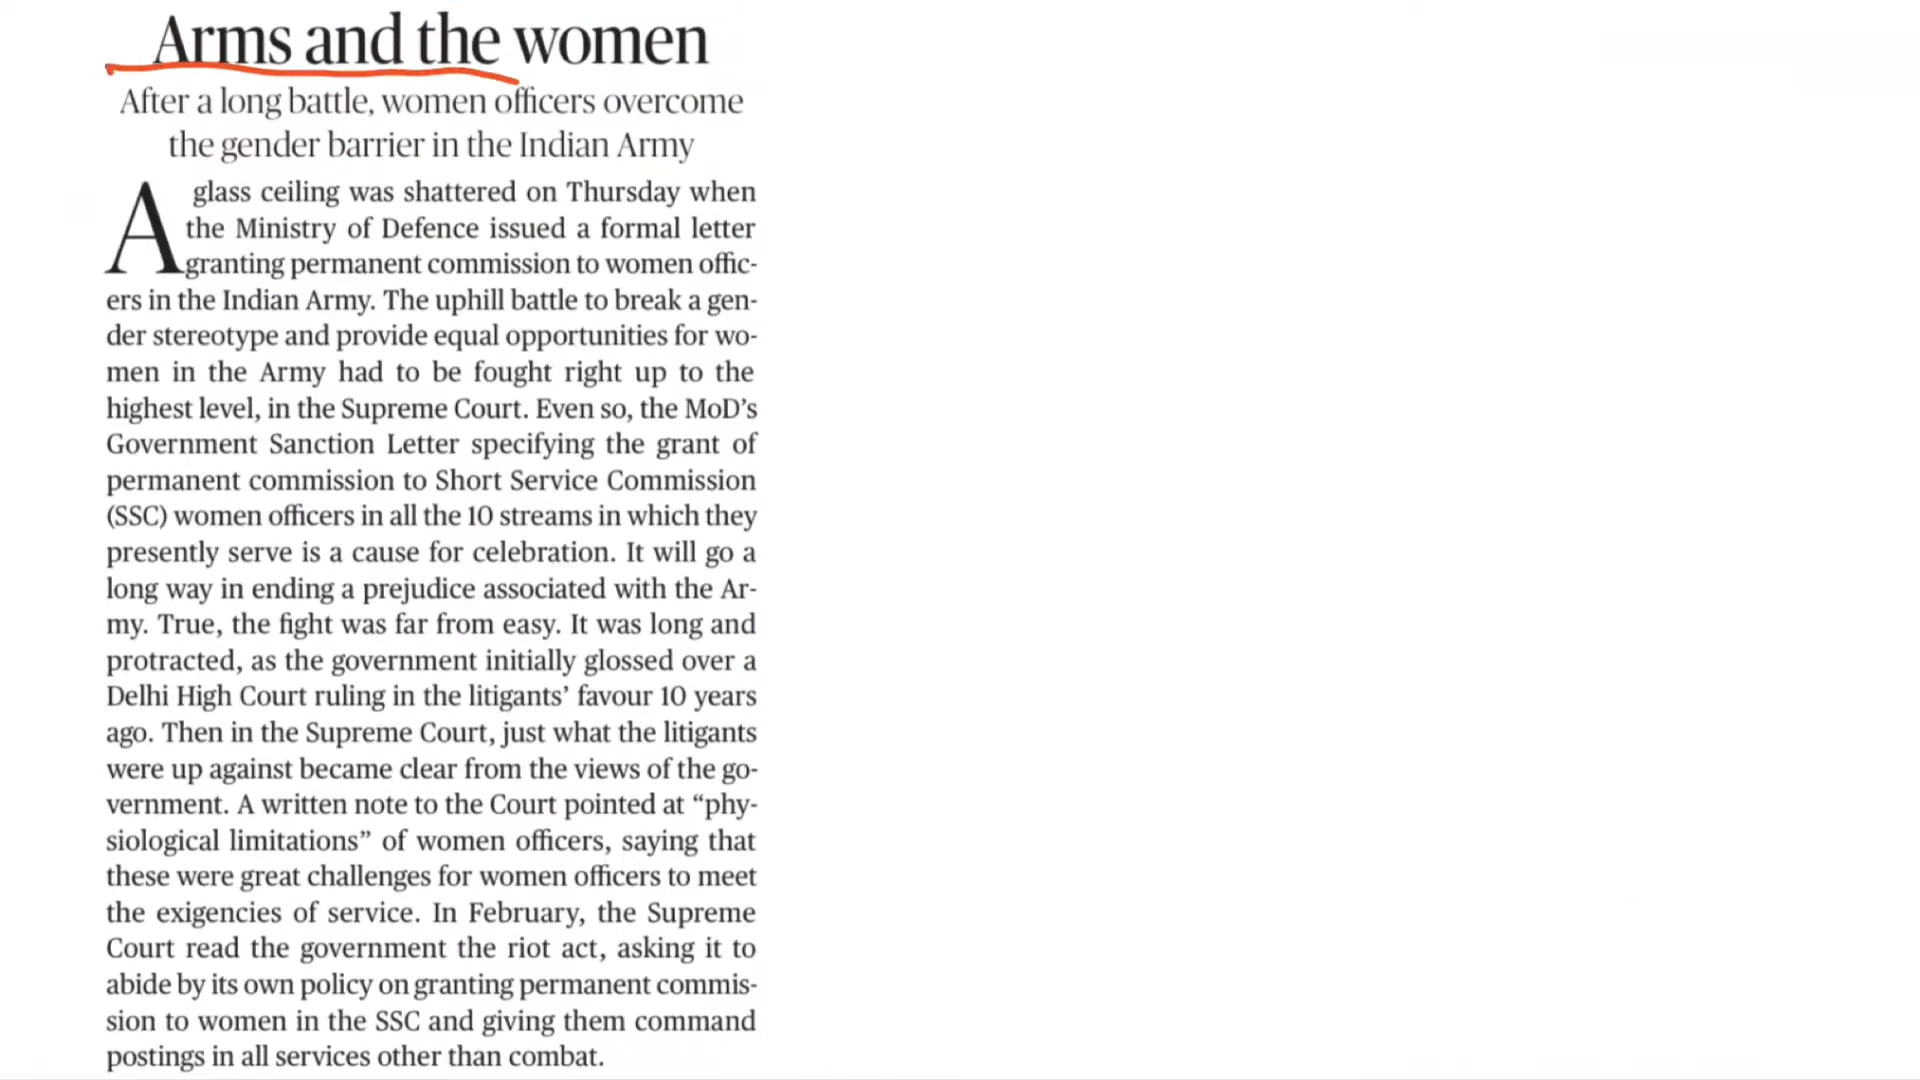 Arms and the women
After a long battle, women officers overcome
the gender barrier in the Indian Army
A glass ceiling was shattered on Thursday when
the Ministry of Defence issued a formal letter
granting permanent commission to women offic-
ers in the Indian Army. The uphill battle to break a gen-
der stereotype and provide equal opportunities for wo-
men in the Army had to be fought right up to the
highest level, in the Supreme Court. Even so, the MoD’s
Government Sanction Letter specifying the grant of
permanent commission to Short Service Commission
(SSC) women officers in all the 10 streams in which they
presently serve is a cause for celebration. It will go a
long way in ending a prejudice associated with the Ar-
my. True, the fight was far from easy. It was long and
protracted, as the government initially glossed over a
Delhi High Court ruling in the litigants’ favour 10 years
ago. Then in the Supreme Court, just what the litigants
were up against became clear from the views of the go-
vernment. A written note to the Court pointed at “phy-
siological limitations” of women officers, saying that
these were great challenges for women officers to meet
the exigencies of service. In February, the Supreme
Court read the government the riot act, asking it to
abide by its own policy on granting permanent commis-
sion to women in the SSC and giving them command
postings in all services other than combat.